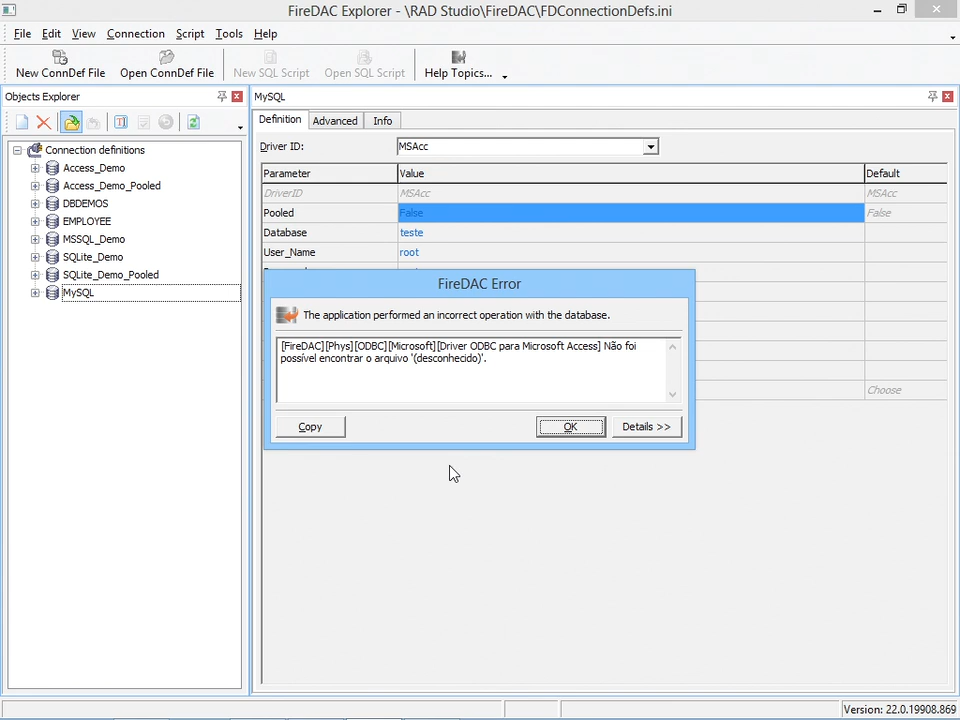 FireDAC Explorer - \RAD Studio\FireDAC\FDConnectionDefs.ini
File Edit View Connection Script Tools Help
New ConnDef File Open ConnDef File New SQL Script Open SQL Script Help Topics...
Objects Explorer
Connection definitions
Access_Demo
Access_Demo_Pooled
DBDEMOS
EMPLOYEE
MSSQL_Demo
SQLite_Demo
SQLite_Demo_Pooled
MySQL
MySQL
Definition Advanced Info
Driver ID: MSAcc
Parameter Value Default
DriverID MSAcc MSAcc
Pooled False False
Database teste
User_Name root
Choose
FireDAC Error
The application performed an incorrect operation with the database.
[FireDAC][Phys][ODBC][Microsoft][Driver ODBC para Microsoft Access] Não foi
possível encontrar o arquivo '(desconhecido)'.
Copy OK Details >>
Version: 22.0.19908.869